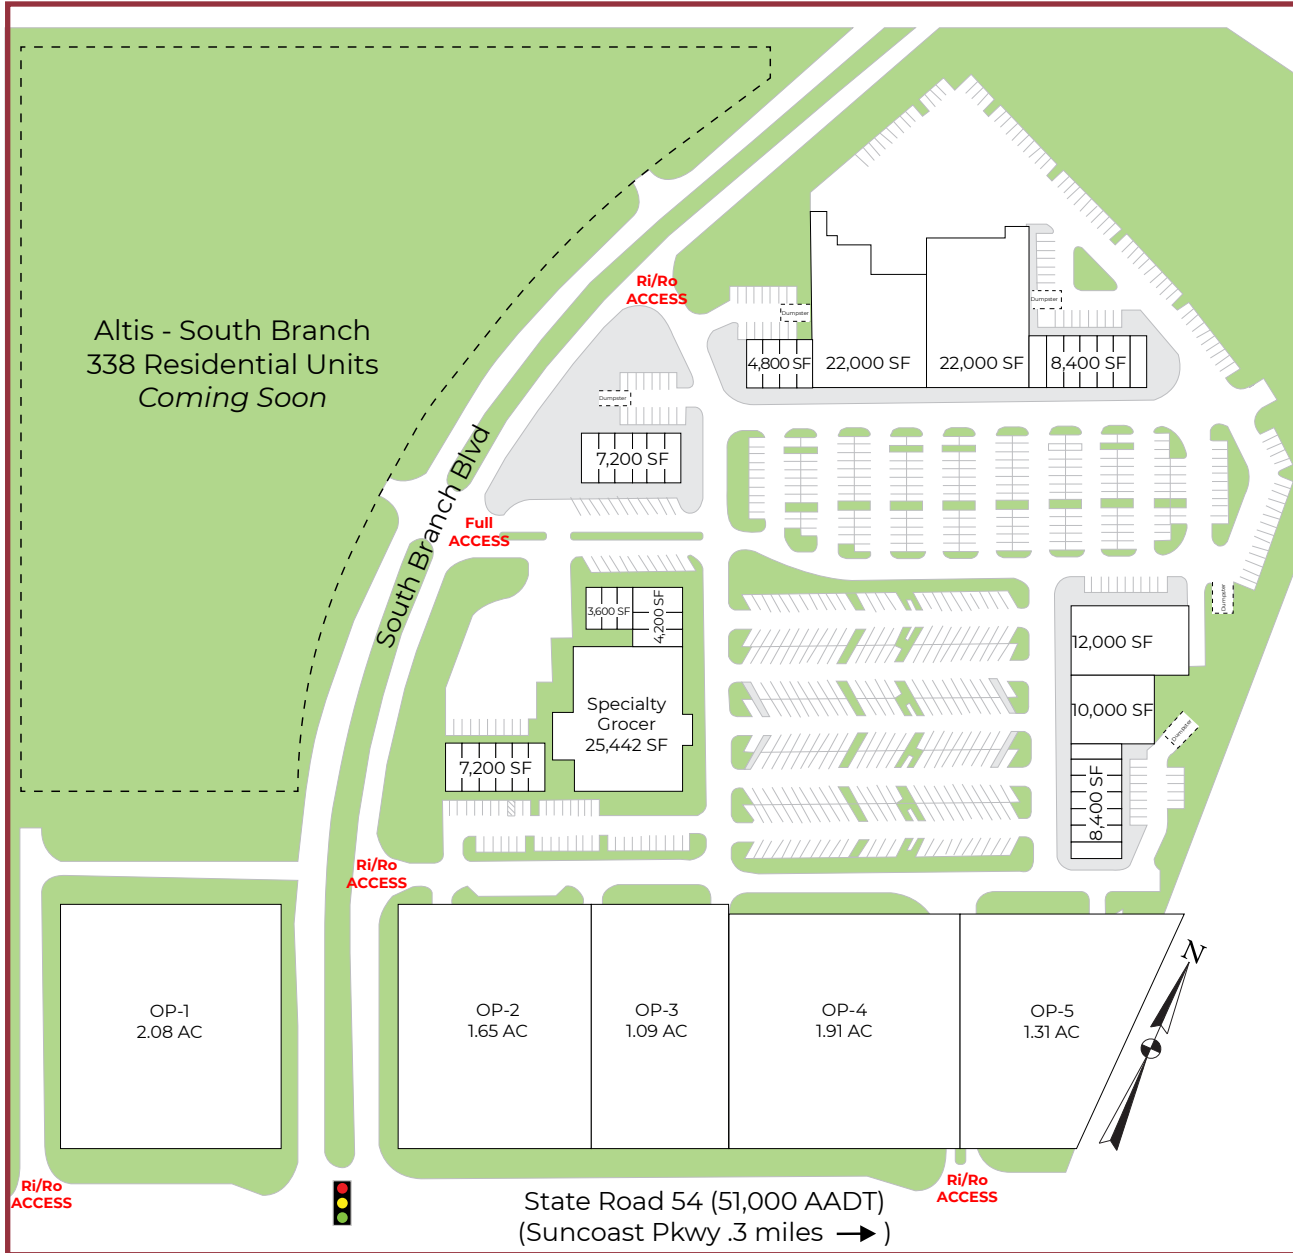 Altis - South Branch
338 Residential Units
Coming Soon
Ri/Ro
ACCESS
Dumpster
Dumpster
4,800 SF
22,000 SF
22,000 SF
8,400 SF
Dumpster
7,200 SF
South Branch Blvd
Full
ACCESS
3,600 SF
4,200 SF
Dumpster
12,000 SF
10,000 SF
Dumpster
8,400 SF
Specialty
Grocer
25,442 SF
7,200 SF
Ri/Ro
ACCESS
OP-1
2.08 AC
OP-2
1.65 AC
OP-3
1.09 AC
OP-4
1.91 AC
OP-5
1.31 AC
N
Ri/Ro
ACCESS
Ri/Ro
ACCESS
State Road 54 (51,000 AADT)
(Suncoast Pkwy .3 miles → )